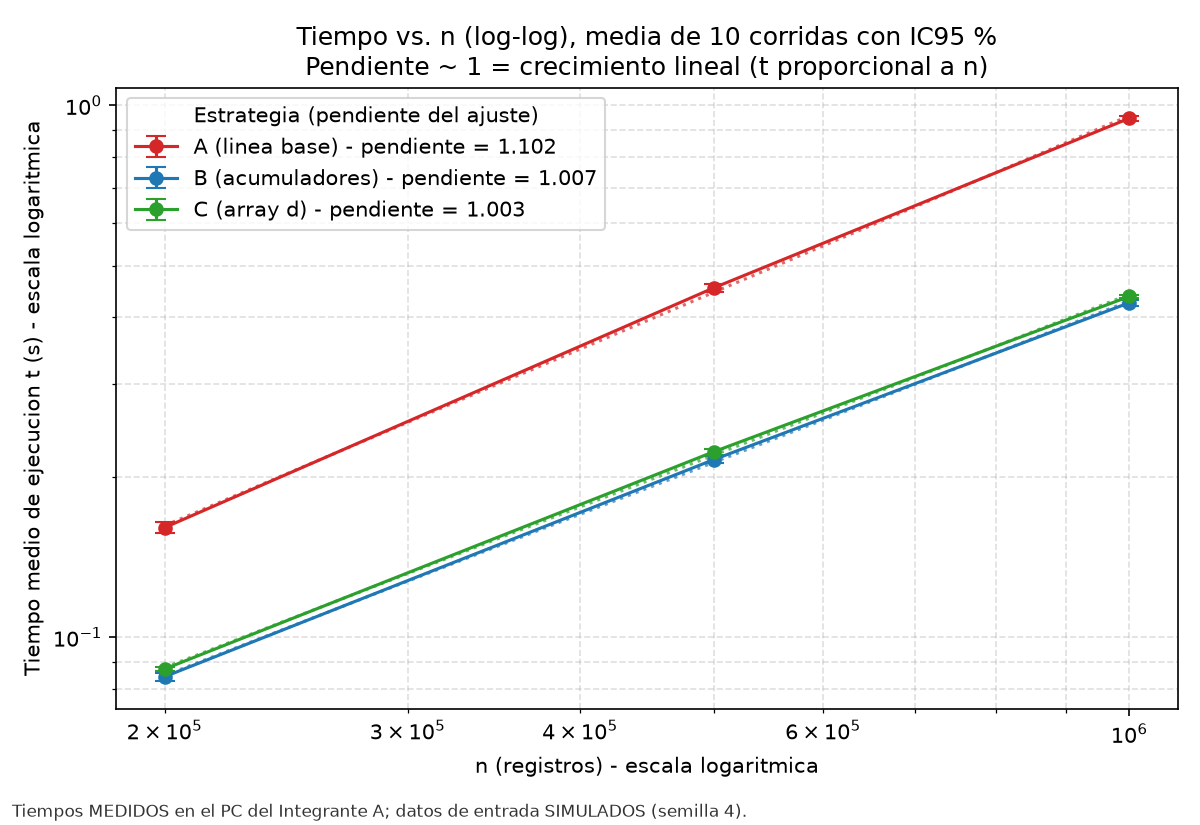 Tiempo vs. n (log-log), media de 10 corridas con IC95 %
Pendiente ~ 1 = crecimiento lineal (t proporcional a n)
Estrategia (pendiente del ajuste)
A (linea base) - pendiente = 1.102
B (acumuladores) - pendiente = 1.007
C (array d) - pendiente = 1.003
Tiempo medio de ejecucion t (s) - escala logaritmica
10⁰
10⁻¹
2 × 10⁵
3 × 10⁵
4 × 10⁵
6 × 10⁵
10⁶
n (registros) - escala logaritmica
Tiempos MEDIDOS en el PC del Integrante A; datos de entrada SIMULADOS (semilla 4).